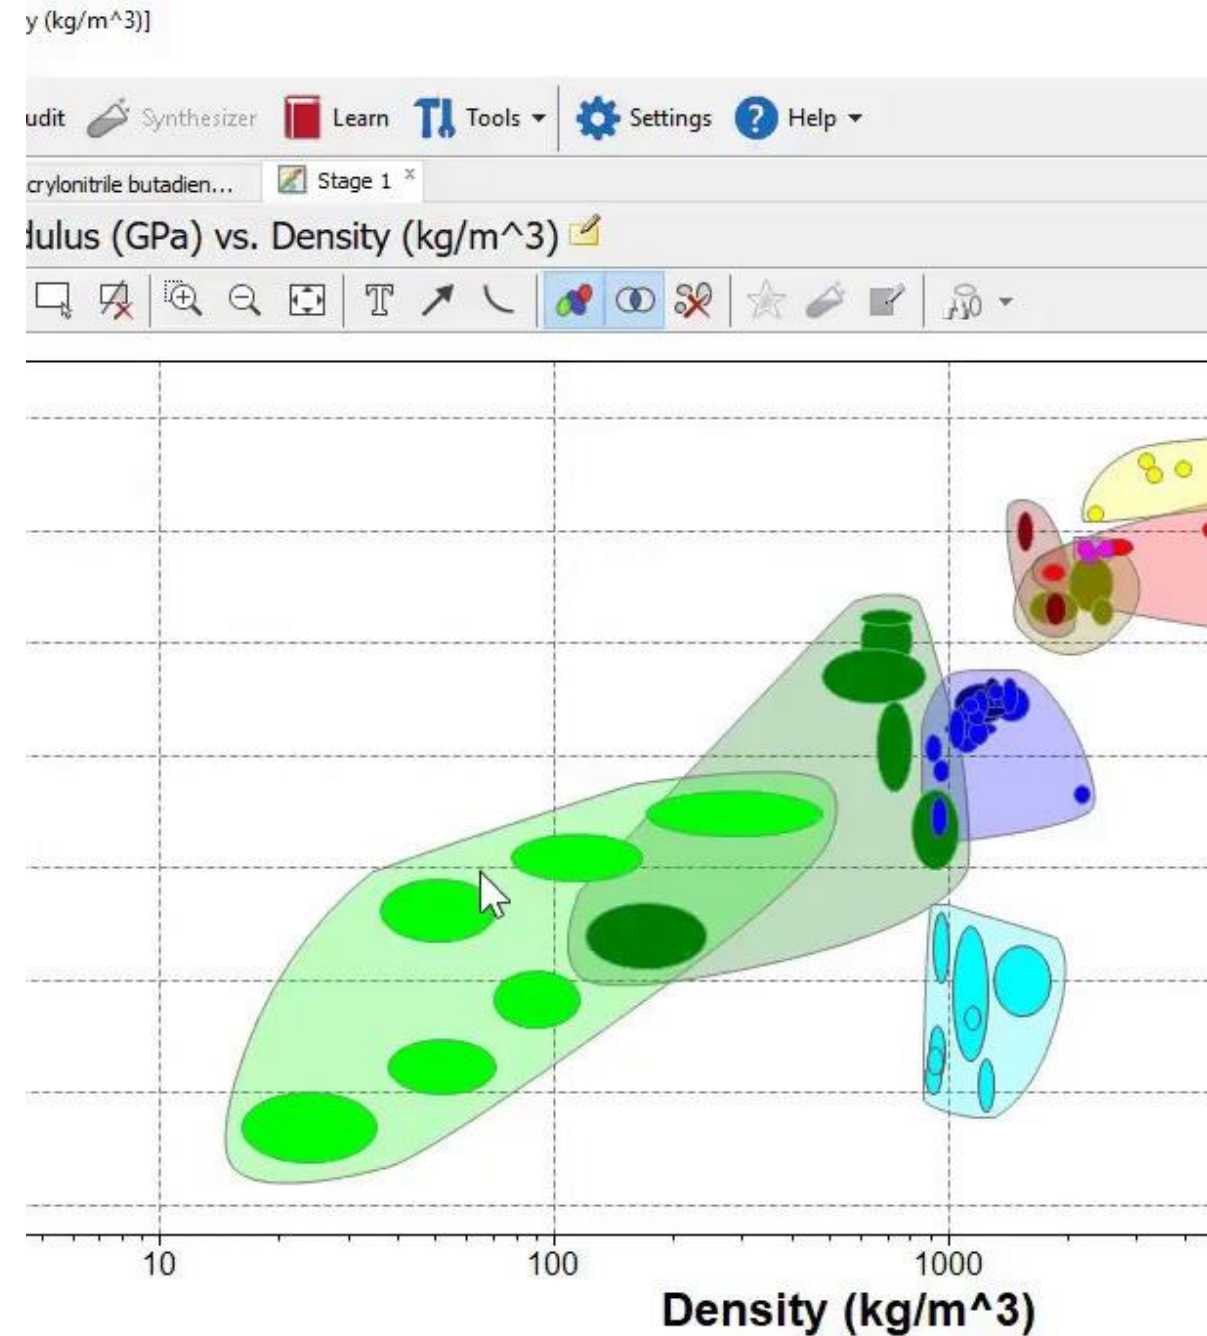 y (kg/m^3)]
udit Synthesizer Learn Tools Settings ? Help
crylonitrile butadien... Stage 1 x
dulus (GPa) vs. Density (kg/m^3)
T
10 100 1000
Density (kg/m^3)